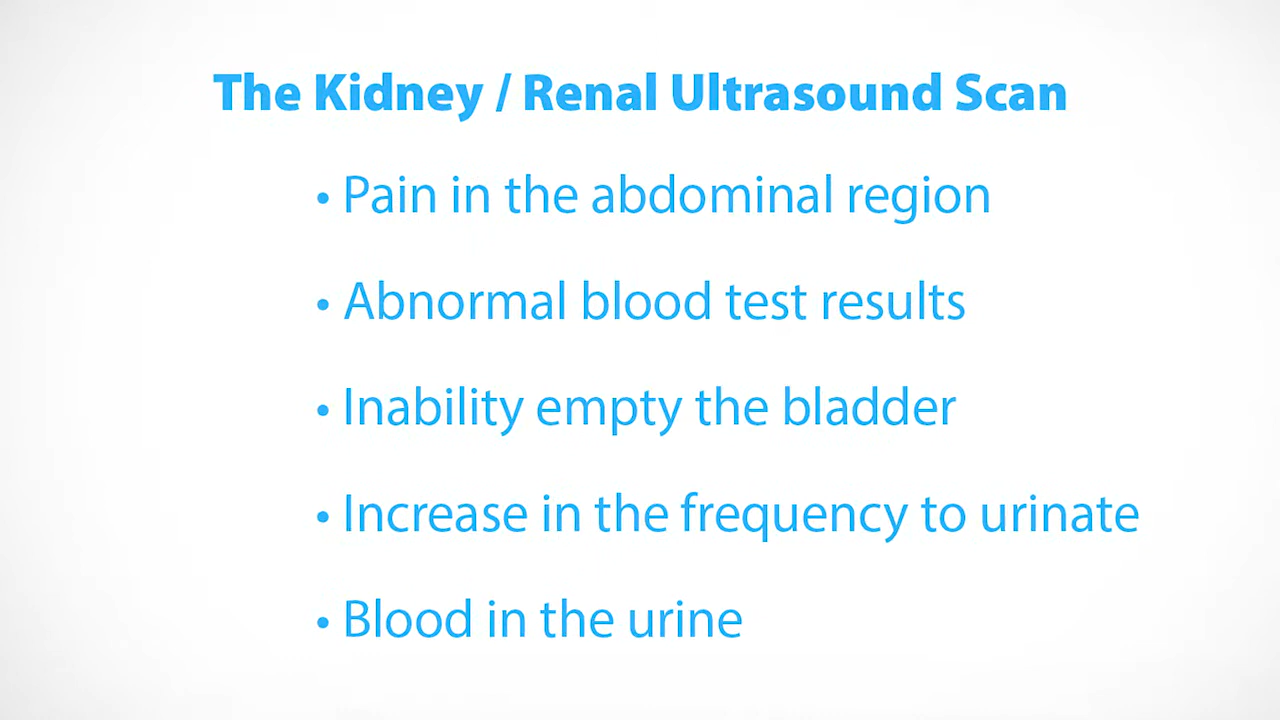 The Kidney / Renal Ultrasound Scan
• Pain in the abdominal region
• Abnormal blood test results
• Inability empty the bladder
• Increase in the frequency to urinate
• Blood in the urine